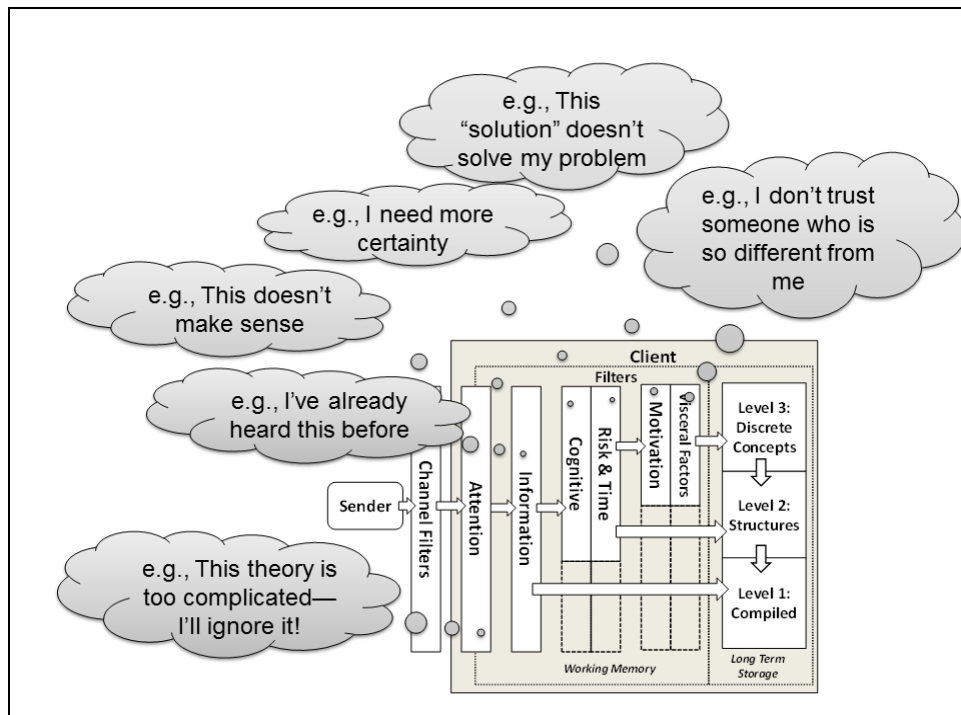 e.g., This
“solution” doesn’t
solve my problem
e.g., I don’t trust
someone who is
so different from
me
e.g., I need more
certainty
e.g., This doesn’t
make sense
e.g., I’ve already
heard this before
e.g., This theory is
too complicated—
I’ll ignore it!
Client
Filters
Sender
Channel Filters
Attention
Information
Cognitive
Risk & Time
Motivation
Visceral Factors
Level 3:
Discrete
Concepts
Level 2:
Structures
Level 1:
Compiled
Working Memory
Long Term
Storage